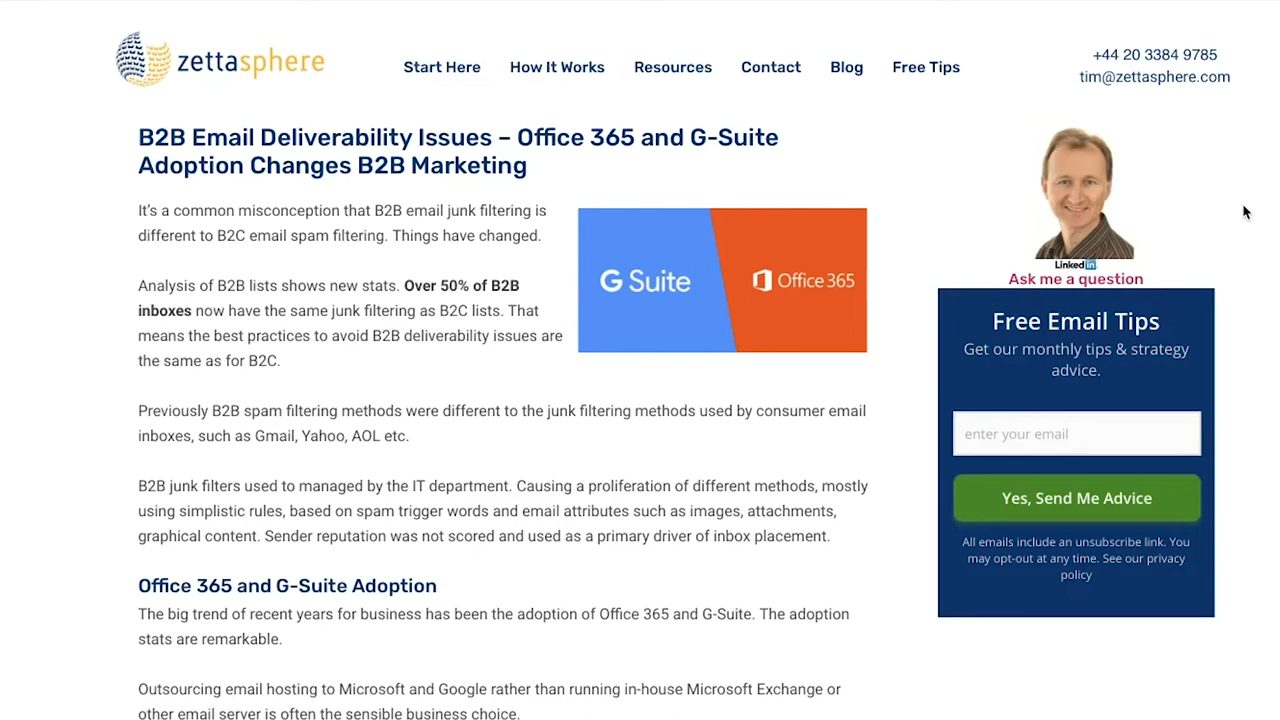 zettasphere
Start Here
How It Works
Resources
Contact
Blog
Free Tips
+44 20 3384 9785
tim@zettasphere.com
B2B Email Deliverability Issues – Office 365 and G-Suite
Adoption Changes B2B Marketing
It’s a common misconception that B2B email junk filtering is
different to B2C email spam filtering. Things have changed.
Analysis of B2B lists shows new stats. Over 50% of B2B
inboxes now have the same junk filtering as B2C lists. That
means the best practices to avoid B2B deliverability issues are
the same as for B2C.
G Suite
Office 365
Previously B2B spam filtering methods were different to the junk filtering methods used by consumer email
inboxes, such as Gmail, Yahoo, AOL etc.
B2B junk filters used to managed by the IT department. Causing a proliferation of different methods, mostly
using simplistic rules, based on spam trigger words and email attributes such as images, attachments,
graphical content. Sender reputation was not scored and used as a primary driver of inbox placement.
Office 365 and G-Suite Adoption
The big trend of recent years for business has been the adoption of Office 365 and G-Suite. The adoption
stats are remarkable.
Outsourcing email hosting to Microsoft and Google rather than running in-house Microsoft Exchange or
other email server is often the sensible business choice.
Linked in
Ask me a question
Free Email Tips
Get our monthly tips & strategy
advice.
enter your email
Yes, Send Me Advice
All emails include an unsubscribe link. You
may opt-out at any time. See our privacy
policy